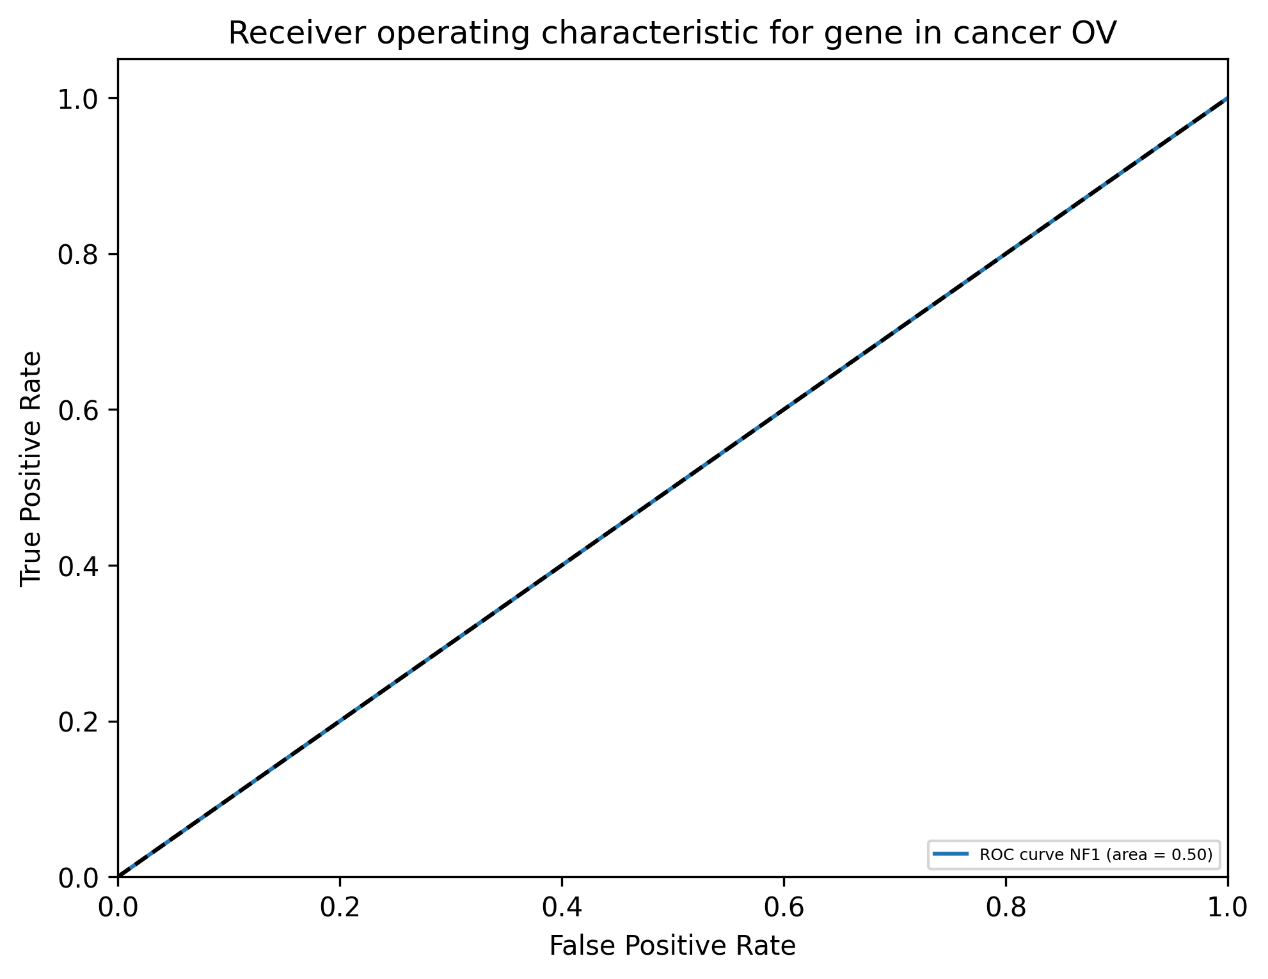 Receiver operating characteristic for gene in cancer OV
1.0
0.8
0.6
0.4
0.2
0.0
True Positive Rate
ROC curve NF1 (area = 0.50)
0.0 0.2 0.4 0.6 0.8 1.0
False Positive Rate